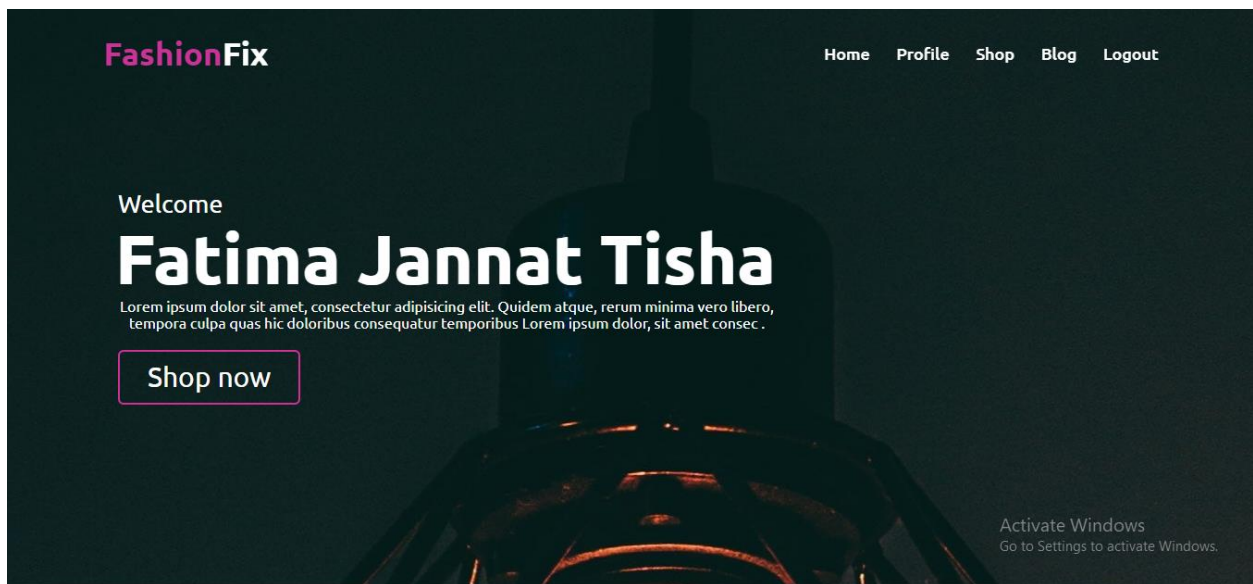 FashionFix
Home Profile Shop Blog Logout
Welcome
Fatima Jannat Tisha
Lorem ipsum dolor sit amet, consectetur adipisicing elit. Quidem atque, rerum minima vero libero,
tempora culpa quas hic doloribus consequatur temporibus Lorem ipsum dolor, sit amet consec .
Shop now
Activate Windows
Go to Settings to activate Windows.